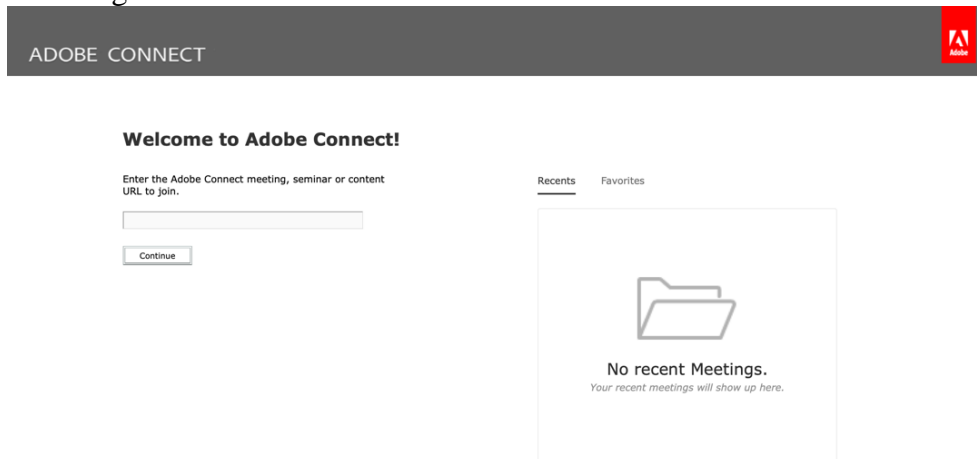 ADOBE CONNECT
Adobe
Welcome to Adobe Connect!
Enter the Adobe Connect meeting, seminar or content
URL to join.
Continue
Recents Favorites
No recent Meetings.
Your recent meetings will show up here.